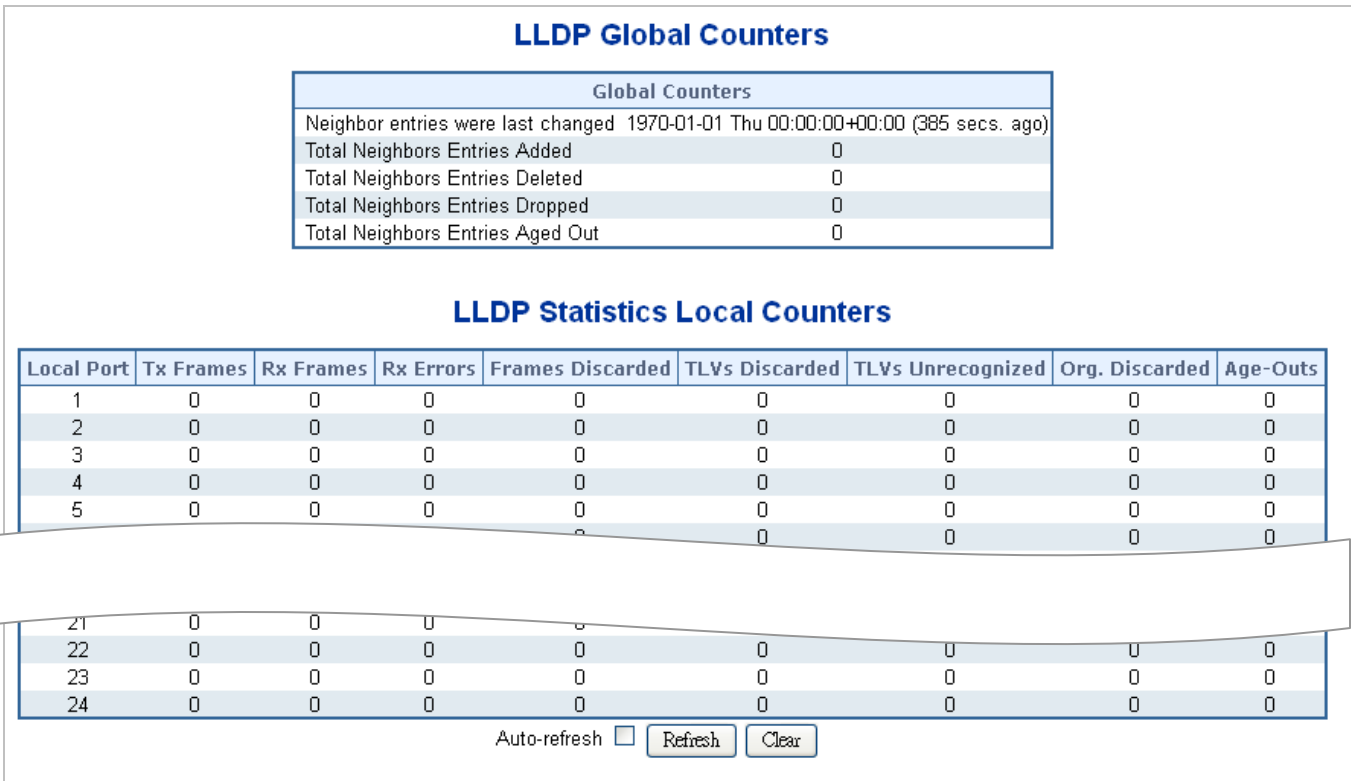 LLDP Global Counters
Global Counters
Neighbor entries were last changed 1970-01-01 Thu 00:00:00+00:00 (385 secs. ago)
Total Neighbors Entries Added 0
Total Neighbors Entries Deleted 0
Total Neighbors Entries Dropped 0
Total Neighbors Entries Aged Out 0
LLDP Statistics Local Counters
Local Port Tx Frames Rx Frames Rx Errors Frames Discarded TLVs Discarded TLVs Unrecognized Org. Discarded Age-Outs
1 0 0 0 0 0 0 0 0
2 0 0 0 0 0 0 0 0
3 0 0 0 0 0 0 0 0
4 0 0 0 0 0 0 0 0
5 0 0 0 0 0 0 0 0
0 0 0 0
21 0 0 0
22 0 0 0 0 0 0 0 0
23 0 0 0 0 0 0 0 0
24 0 0 0 0 0 0 0 0
Auto-refresh Refresh Clear